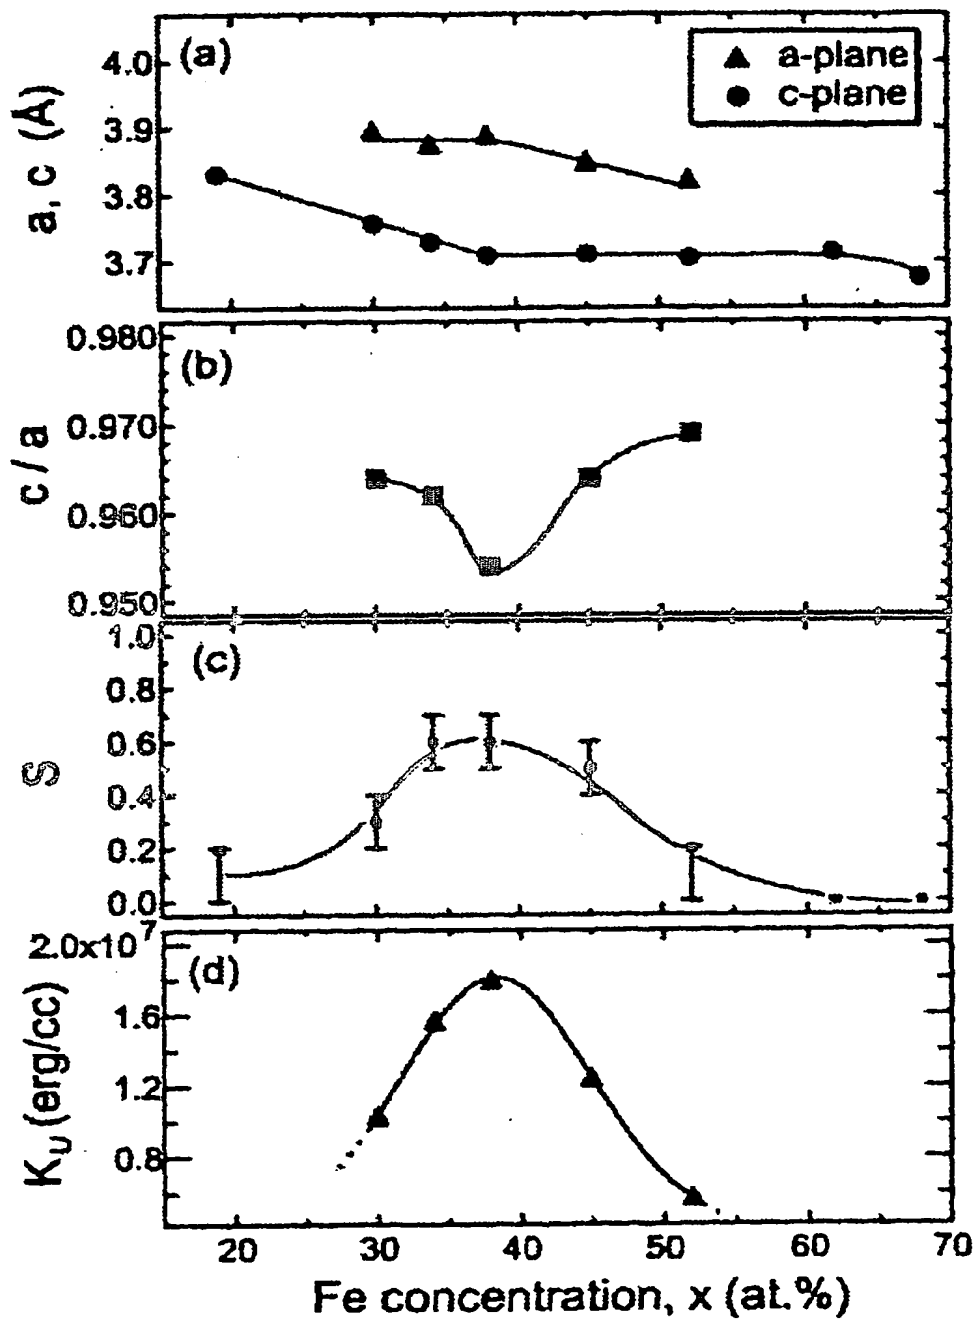 (a)
a-plane
c-plane
4.0
3.9
3.8
3.7
a, c (Å)
(b)
0.980
0.970
0.960
0.950
c / a
(c)
1.0
0.8
0.6
0.4
0.2
0.0
S
(d)
2.0x10⁷
1.6
1.2
0.8
K_U (erg/cc)
20 30 40 50 60 70
Fe concentration, x (at.%)